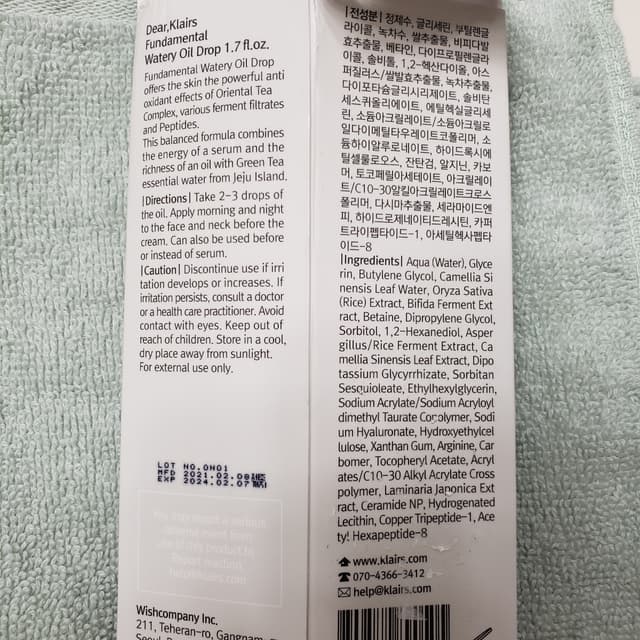 Dear,Klairs
Fundamental
Watery Oil Drop 1.7 fl.oz.
Fundamental Watery Oil Drop
offers the skin the powerful anti
oxidant effects of Oriental Tea
Complex, various ferment filtrates
and Peptides.
This balanced formula combines
the energy of a serum and the
richness of an oil with Green Tea
essential water from Jeju Island.
|Directions| Take 2-3 drops of
the oil. Apply morning and night
to the face and neck before the
cream. Can also be used before
or instead of serum.
|Caution| Discontinue use if irri
tation develops or increases. If
irritation persists, consult a doctor
or a health care practitioner. Avoid
contact with eyes. Keep out of
reach of children. Store in a cool,
dry place away from sunlight.
For external use only.
LOT NO.0H01
MFD 2021.02.08제조
EXP 2024.02.07까지
Wishcompany Inc.
211, Teheran-ro, Gangnam-
|전성분| 정제수, 글리세린, 부틸렌글
라이콜, 녹차수, 쌀추출물, 비피다발
효추출물, 베타인, 다이프로필렌글라
이콜, 솔비톨, 1,2-헥산다이올, 아스
퍼질러스/쌀발효추출물, 녹차추출물,
다이포타슘글리시리제이트, 솔비탄
세스퀴올리에이트, 에틸헥실글리세
린, 소듐아크릴레이트/소듐아크릴로
일다이메틸타우레이트코폴리머, 소
듐하이알루로네이트, 하이드록시에
틸셀룰로오스, 잔탄검, 알지닌, 카보
머, 토코페릴아세테이트, 아크릴레이
트/C10-30알킬아크릴레이트크로스
폴리머, 다시마추출물, 세라마이드엔
피, 하이드로제네이티드레시틴, 카퍼
트라이펩타이드-1, 아세틸헥사펩타
이드-8
|Ingredients| Aqua (Water), Glyce
rin, Butylene Glycol, Camellia Si
nensis Leaf Water, Oryza Sativa
(Rice) Extract, Bifida Ferment Ext
ract, Betaine, Dipropylene Glycol,
Sorbitol, 1,2-Hexanediol, Asper
gillus/Rice Ferment Extract, Ca
mellia Sinensis Leaf Extract, Dipo
tassium Glycyrrhizate, Sorbitan
Sesquioleate, Ethylhexylglycerin,
Sodium Acrylate/Sodium Acryloyl
dimethyl Taurate Copolymer, Sodi
um Hyaluronate, Hydroxyethylcel
lulose, Xanthan Gum, Arginine, Car
bomer, Tocopheryl Acetate, Acryl
ates/C10-30 Alkyl Acrylate Cross
polymer, Laminaria Japonica Ext
ract, Ceramide NP, Hydrogenated
Lecithin, Copper Tripeptide-1, Ace
tyl Hexapeptide-8
www.klairs.com
070-4366-3412
help@klairs.com